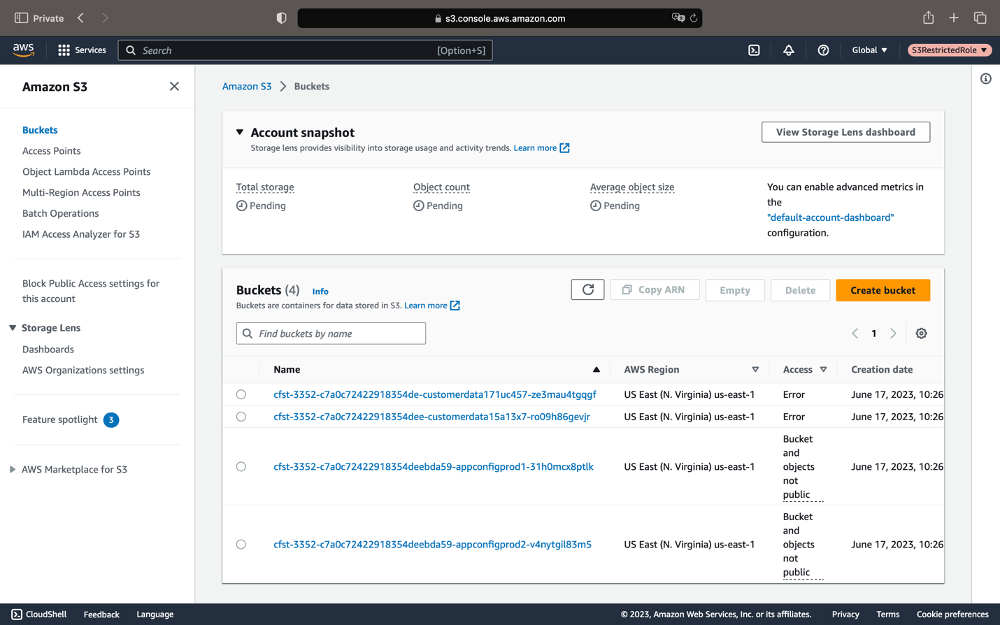 Private
s3.console.aws.amazon.com
aws
Services
Search
[Option+S]
Global
S3RestrictedRole
Amazon S3
Buckets
Access Points
Object Lambda Access Points
Multi-Region Access Points
Batch Operations
IAM Access Analyzer for S3
Block Public Access settings for
this account
Storage Lens
Dashboards
AWS Organizations settings
Feature spotlight 3
AWS Marketplace for S3
Amazon S3 Buckets
Account snapshot
Storage lens provides visibility into storage usage and activity trends. Learn more
View Storage Lens dashboard
Total storage
Pending
Object count
Pending
Average object size
Pending
You can enable advanced metrics in
the
"default-account-dashboard"
configuration.
Buckets (4) Info
Buckets are containers for data stored in S3. Learn more
Copy ARN
Empty
Delete
Create bucket
Find buckets by name
1
Name AWS Region Access Creation date
cfst-3352-c7a0c72422918354de-customerdata171uc457-ze3mau4tgqgf US East (N. Virginia) us-east-1 Error June 17, 2023, 10:26
cfst-3352-c7a0c72422918354dee-customerdata15a13x7-ro09h86gevjr US East (N. Virginia) us-east-1 Error June 17, 2023, 10:26
cfst-3352-c7a0c72422918354deebda59-appconfigprod1-31h0mcx8ptlk US East (N. Virginia) us-east-1
Bucket
and
objects
not
public
June 17, 2023, 10:26
cfst-3352-c7a0c72422918354deebda59-appconfigprod2-v4nytgil83m5 US East (N. Virginia) us-east-1
Bucket
and
objects
not
public
June 17, 2023, 10:26
CloudShell Feedback Language
© 2023, Amazon Web Services, Inc. or its affiliates. Privacy Terms Cookie preferences